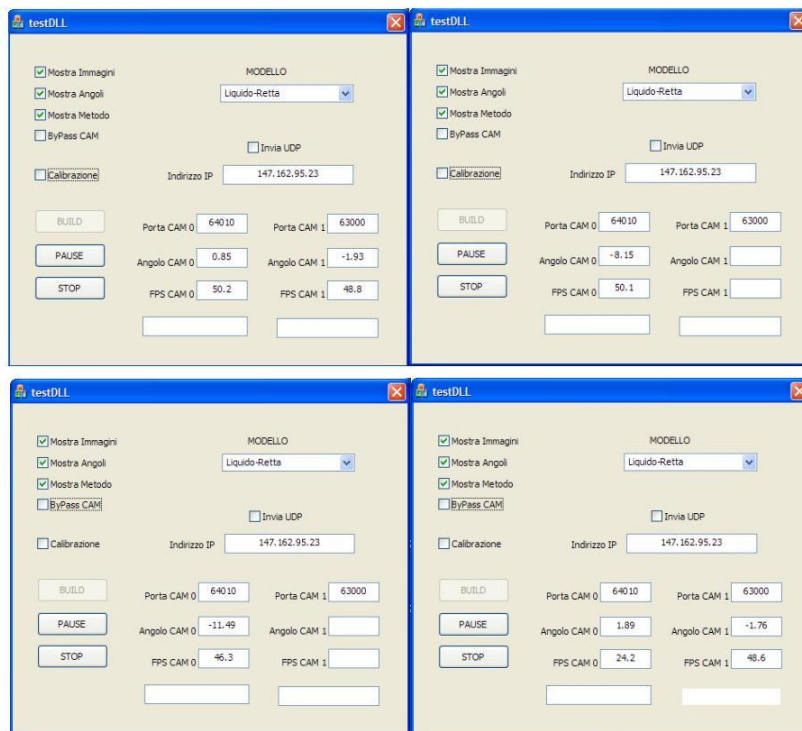 testDLL
Mostra Immagini
MODELLO
Mostra Angoli
Liquido-Retta
Mostra Metodo
ByPass CAM
Invia UDP
Calibrazione
Indirizzo IP
147.162.95.23
BUILD
Porta CAM 0
64010
Porta CAM 1
63000
PAUSE
Angolo CAM 0
0.85
Angolo CAM 1
-1.93
STOP
FPS CAM 0
50.2
FPS CAM 1
48.8
testDLL
Mostra Immagini
MODELLO
Mostra Angoli
Liquido-Retta
Mostra Metodo
ByPass CAM
Invia UDP
Calibrazione
Indirizzo IP
147.162.95.23
BUILD
Porta CAM 0
64010
Porta CAM 1
63000
PAUSE
Angolo CAM 0
-8.15
Angolo CAM 1
STOP
FPS CAM 0
50.1
FPS CAM 1
testDLL
Mostra Immagini
MODELLO
Mostra Angoli
Liquido-Retta
Mostra Metodo
ByPass CAM
Invia UDP
Calibrazione
Indirizzo IP
147.162.95.23
BUILD
Porta CAM 0
64010
Porta CAM 1
63000
PAUSE
Angolo CAM 0
-11.49
Angolo CAM 1
STOP
FPS CAM 0
46.3
FPS CAM 1
testDLL
Mostra Immagini
MODELLO
Mostra Angoli
Liquido-Retta
Mostra Metodo
ByPass CAM
Invia UDP
Calibrazione
Indirizzo IP
147.162.95.23
BUILD
Porta CAM 0
64010
Porta CAM 1
63000
PAUSE
Angolo CAM 0
1.89
Angolo CAM 1
-1.76
STOP
FPS CAM 0
24.2
FPS CAM 1
48.6